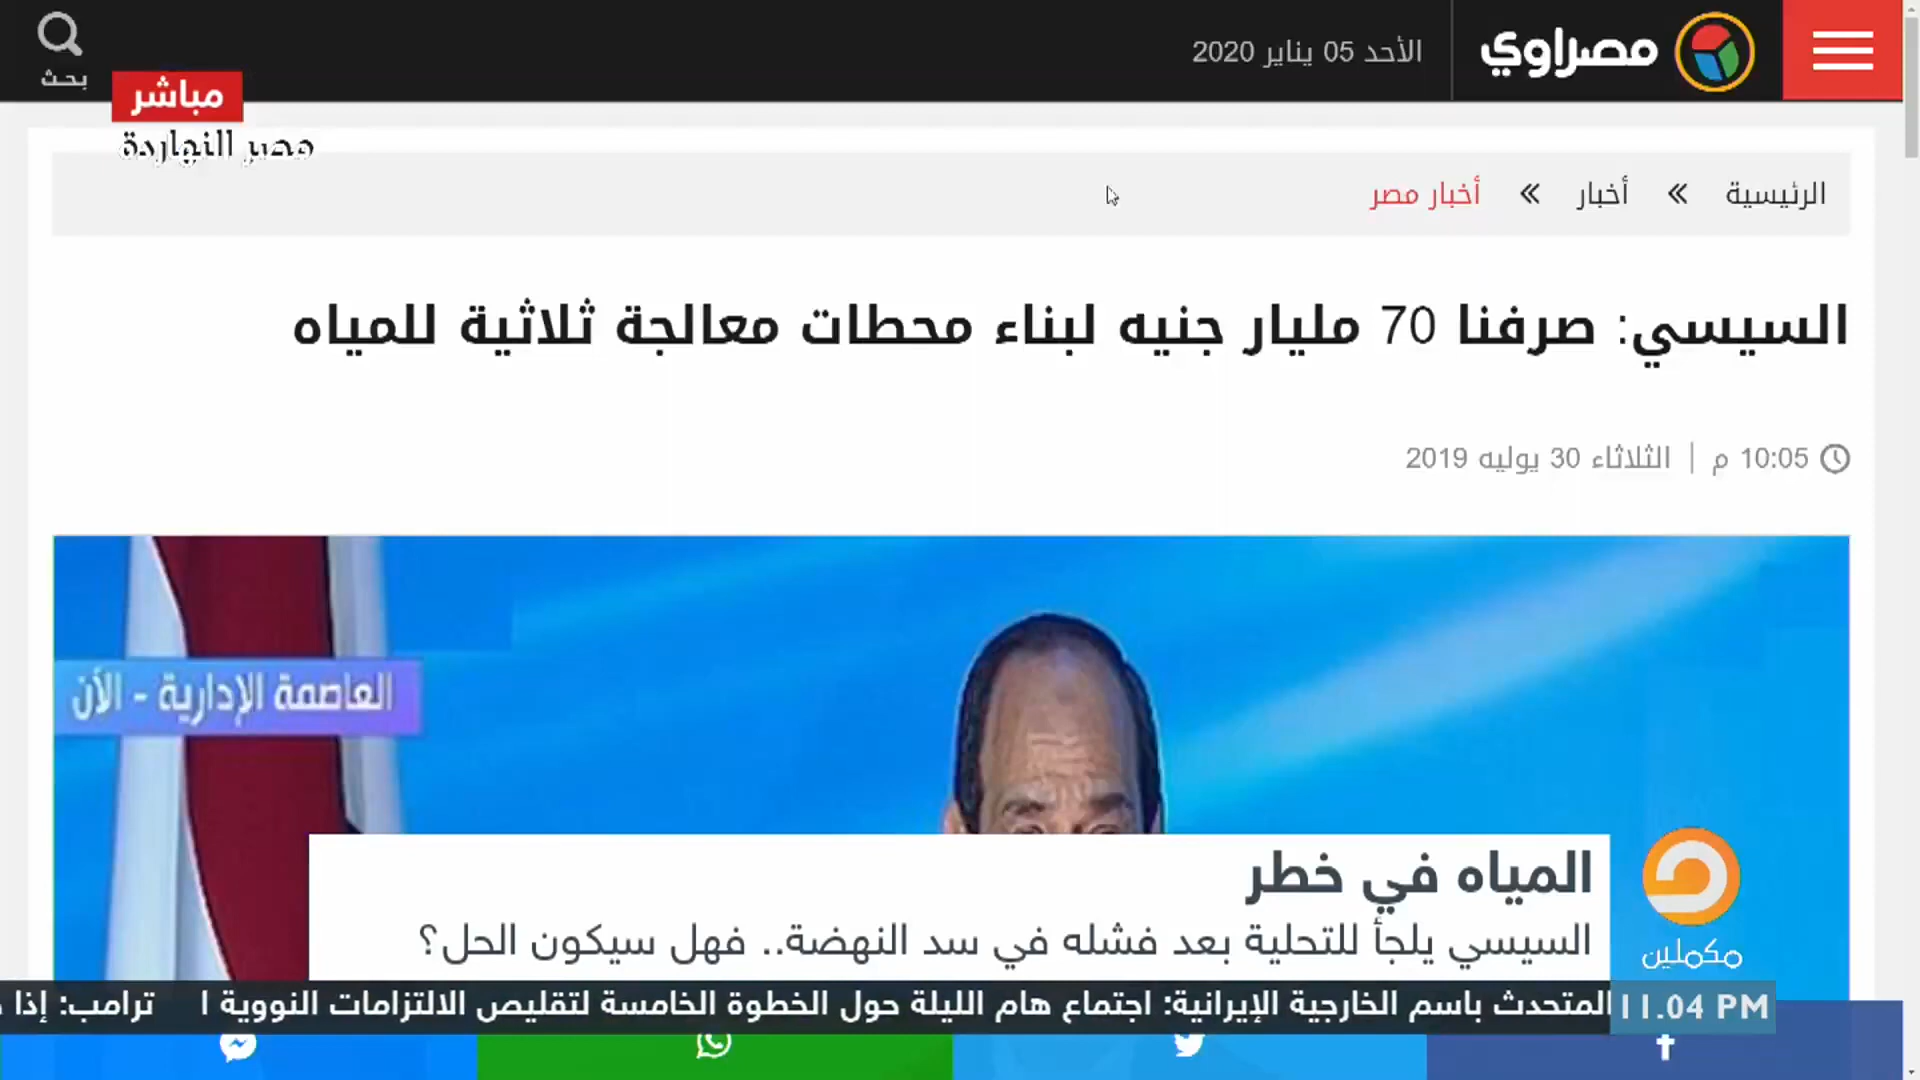 مصراوي
الأحد 05 يناير 2020
بحث
مباشر
مصر النهاردة
الرئيسية » أخبار » أخبار مصر
السيسي: صرفنا 70 مليار جنيه لبناء محطات معالجة ثلاثية للمياه
10:05 م | الثلاثاء 30 يوليه 2019
العاصمة الإدارية - الأن
المياه في خطر
السيسي يلجأ للتحلية بعد فشله في سد النهضة.. فهل سيكون الحل؟
مكملين
11.04 PM
المتحدث باسم الخارجية الإيرانية: اجتماع هام الليلة حول الخطوة الخامسة لتقليص الالتزامات النووية ا ترامب: إذا